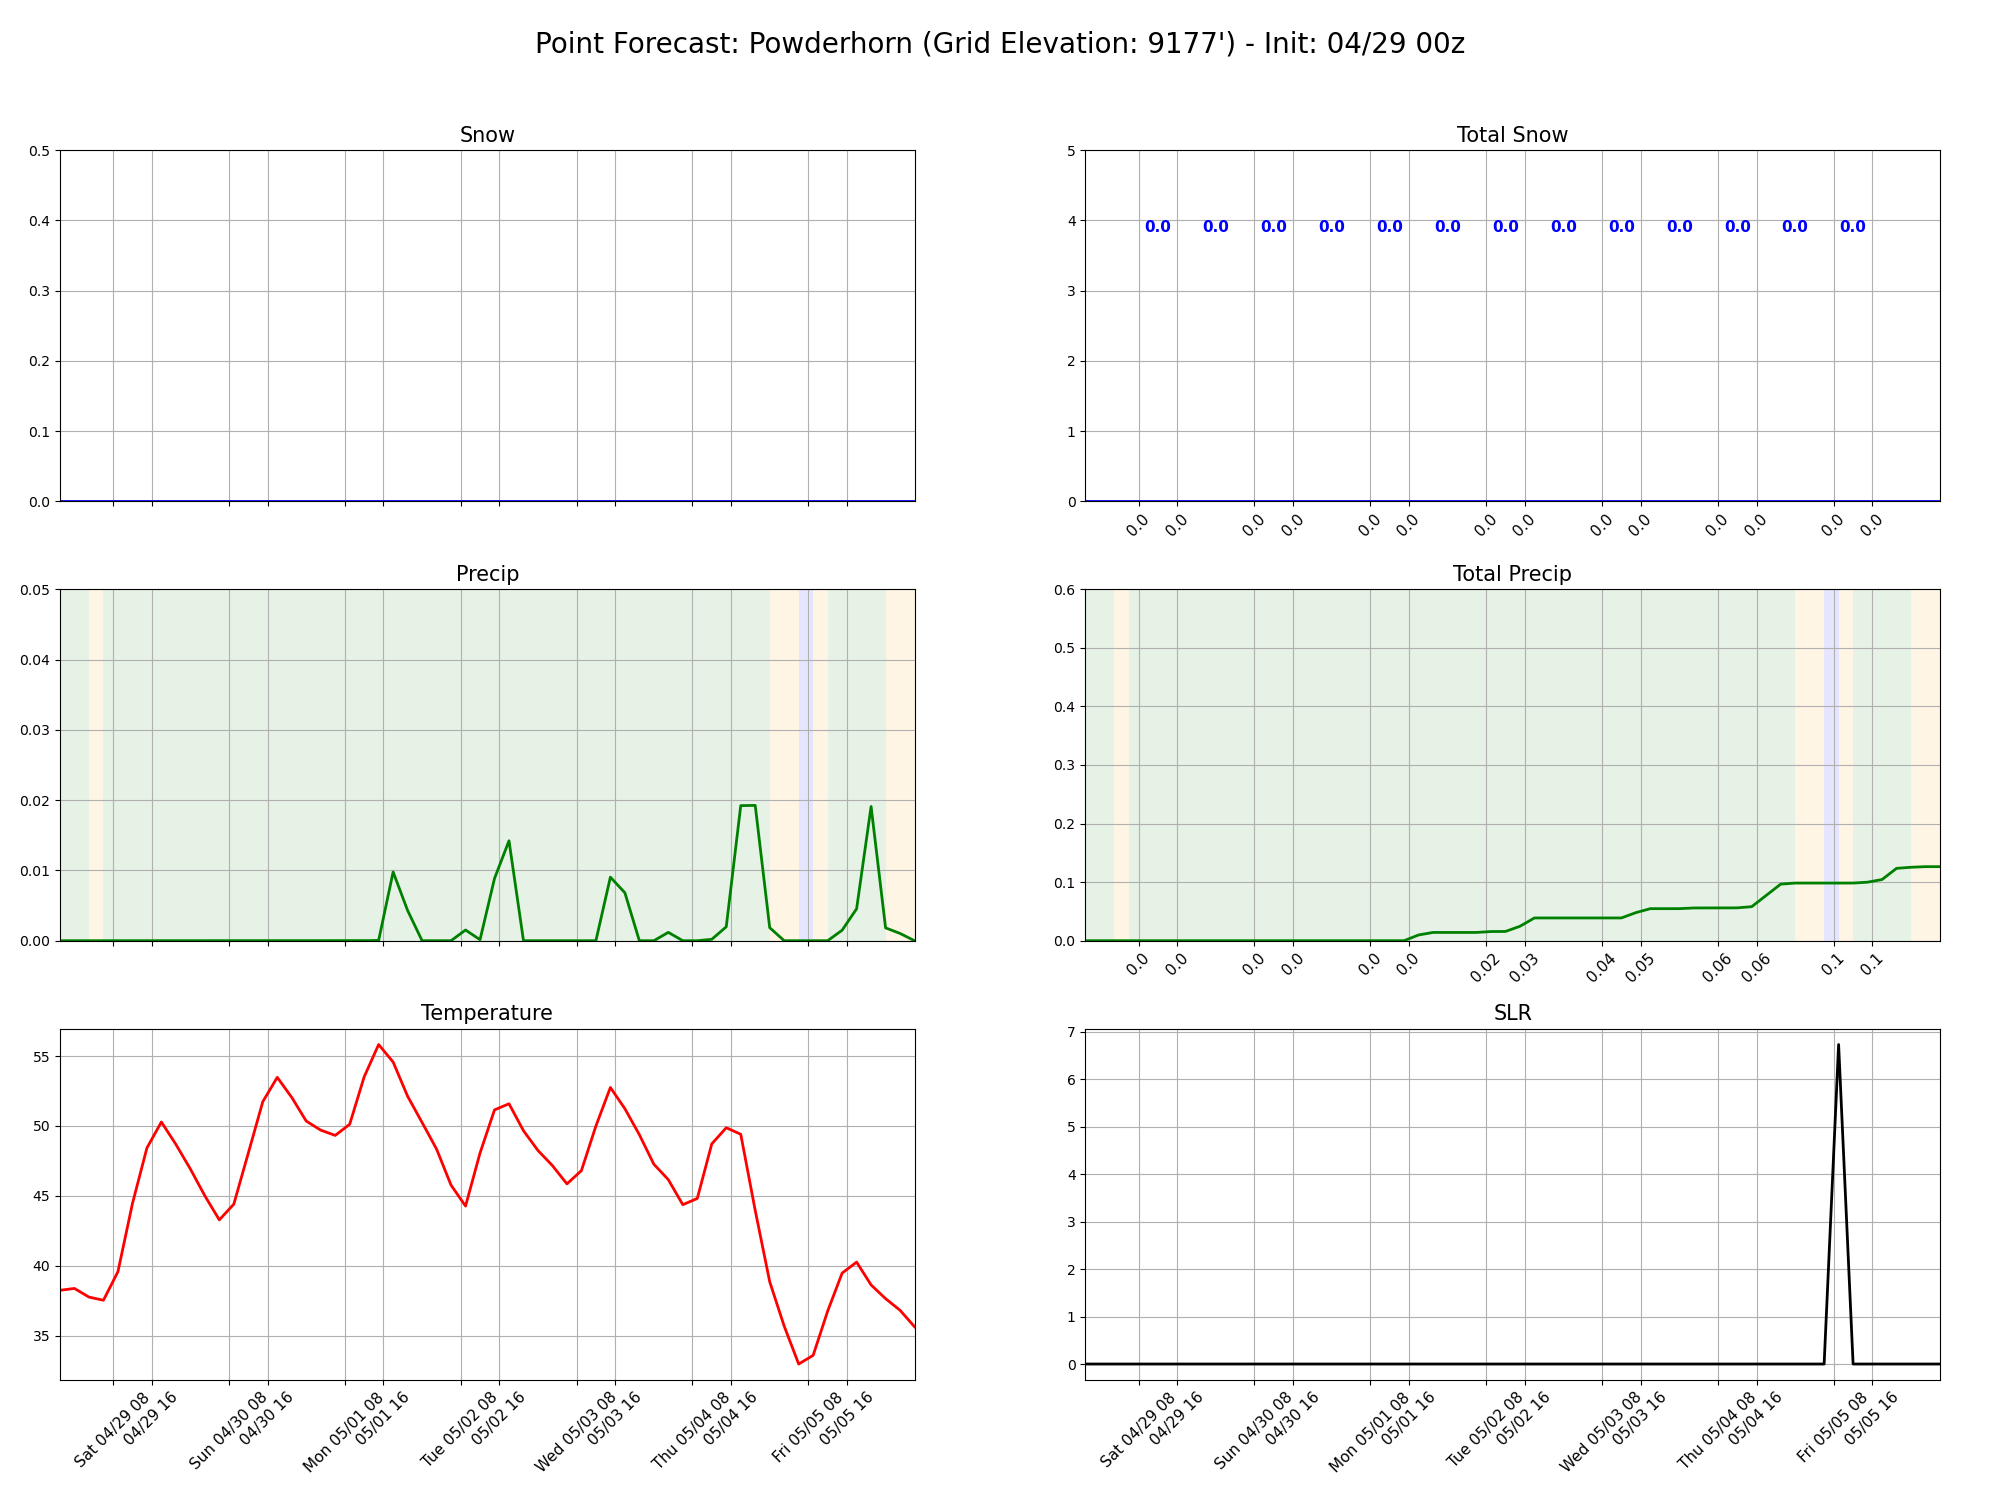 Point Forecast: Powderhorn (Grid Elevation: 9177') - Init: 04/29 00z
Snow
0.5
0.4
0.3
0.2
0.1
0.0
Total Snow
5
4
3
2
1
0
0.0 0.0 0.0 0.0 0.0 0.0 0.0 0.0 0.0 0.0 0.0 0.0 0.0
0.0 0.0 0.0 0.0 0.0 0.0 0.0 0.0 0.0 0.0 0.0 0.0 0.0 0.0
Precip
0.05
0.04
0.03
0.02
0.01
0.00
Total Precip
0.6
0.5
0.4
0.3
0.2
0.1
0.0
0.0 0.0 0.0 0.0 0.0 0.0 0.02 0.03 0.04 0.05 0.06 0.06 0.1 0.1
Temperature
55
50
45
40
35
Sat 04/29 08
04/29 16
Sun 04/30 08
04/30 16
Mon 05/01 08
05/01 16
Tue 05/02 08
05/02 16
Wed 05/03 08
05/03 16
Thu 05/04 08
05/04 16
Fri 05/05 08
05/05 16
SLR
7
6
5
4
3
2
1
0
Sat 04/29 08
04/29 16
Sun 04/30 08
04/30 16
Mon 05/01 08
05/01 16
Tue 05/02 08
05/02 16
Wed 05/03 08
05/03 16
Thu 05/04 08
05/04 16
Fri 05/05 08
05/05 16